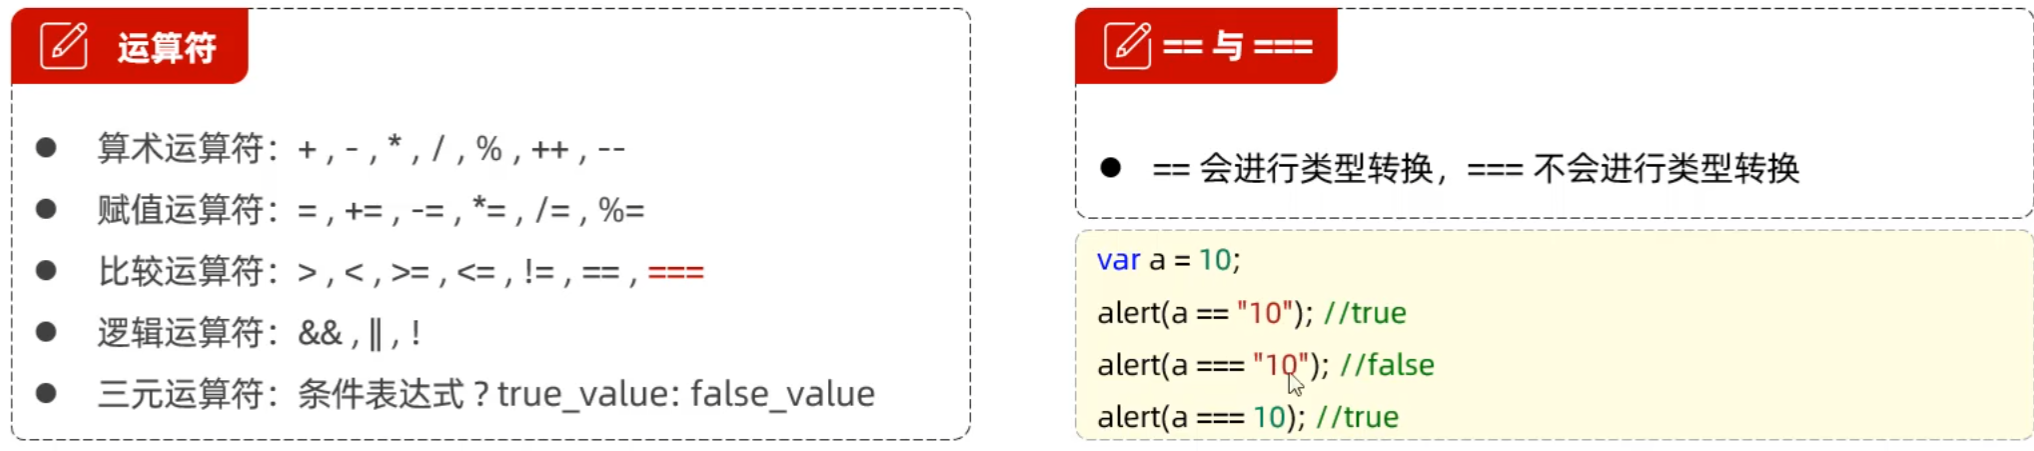 运算符
算术运算符：+ , - , * , / , % , ++ , --
赋值运算符：= , += , -= , *= , /= , %=
比较运算符：> , < , >= , <= , != , == , ===
逻辑运算符：&& , || , !
三元运算符：条件表达式 ? true_value: false_value
== 与 ===
== 会进行类型转换，=== 不会进行类型转换
var a = 10;
alert(a == "10"); //true
alert(a === "10"); //false
alert(a === 10); //true